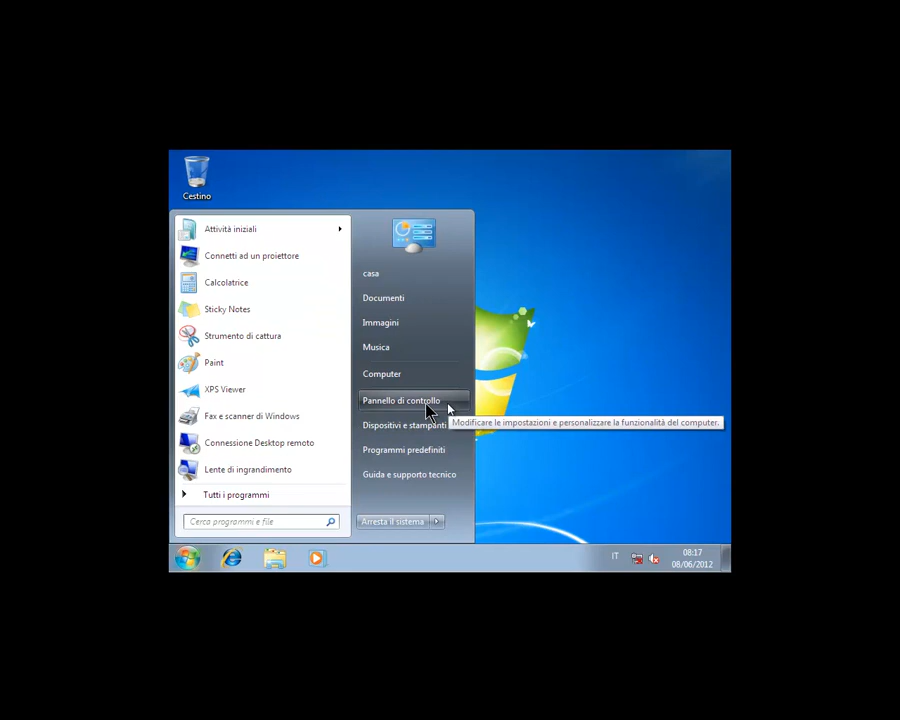 Cestino
Attività iniziali
Connetti ad un proiettore
Calcolatrice
Sticky Notes
Strumento di cattura
Paint
XPS Viewer
Fax e scanner di Windows
Connessione Desktop remoto
Lente di ingrandimento
Tutti i programmi
Cerca programmi e file
casa
Documenti
Immagini
Musica
Computer
Pannello di controllo
Modificare le impostazioni e personalizzare la funzionalità del computer.
Dispositivi e stampanti
Programmi predefiniti
Guida e supporto tecnico
Arresta il sistema
IT
08:17
08/06/2012